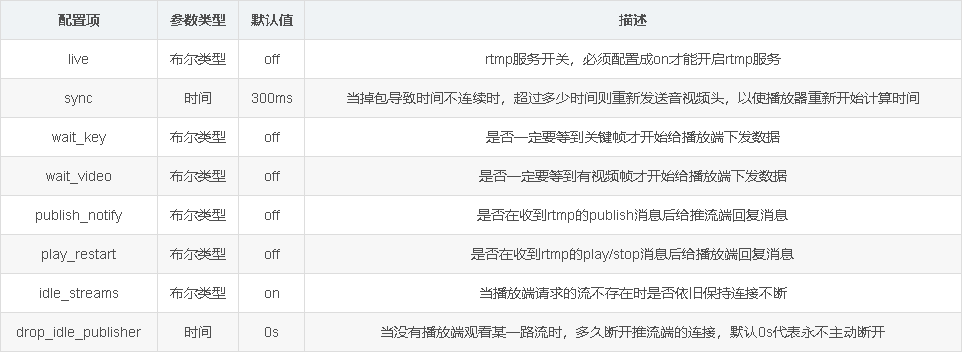 配置项 参数类型 默认值 描述
live 布尔类型 off rtmp服务开关，必须配置成on才能开启rtmp服务
sync 时间 300ms 当掉包导致时间不连续时，超过多少时间则重新发送音视频头，以使播放器重新开始计算时间
wait_key 布尔类型 off 是否一定要等到关键帧才开始给播放端下发数据
wait_video 布尔类型 off 是否一定要等到有视频帧才开始给播放端下发数据
publish_notify 布尔类型 off 是否在收到rtmp的publish消息后给推流端回复消息
play_restart 布尔类型 off 是否在收到rtmp的play/stop消息后给播放端回复消息
idle_streams 布尔类型 on 当播放端请求的流不存在时是否依旧保持连接不断
drop_idle_publisher 时间 0s 当没有播放端观看某一路流时，多久断开推流端的连接，默认0s代表永不主动断开